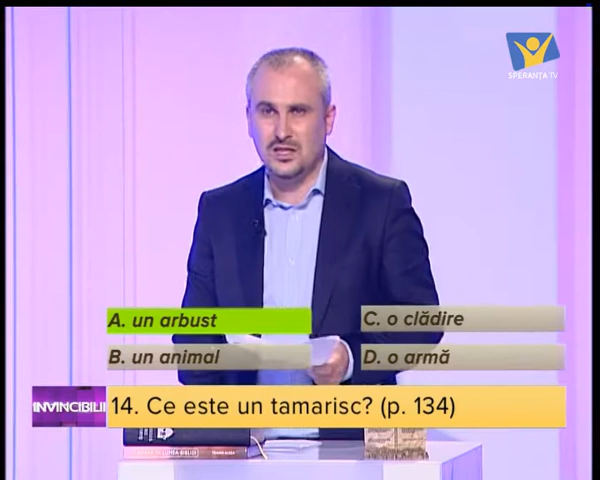 SPERANȚA TV
A. un arbust
C. o clădire
B. un animal
D. o armă
INVINCIBILII
14. Ce este un tamarisc? (p. 134)